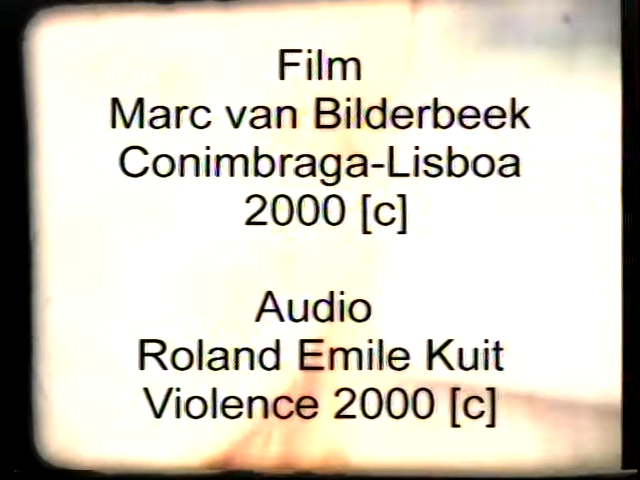 Film
Marc van Bilderbeek
Conimbraga-Lisboa
2000 [c]
Audio
Roland Emile Kuit
Violence 2000 [c]